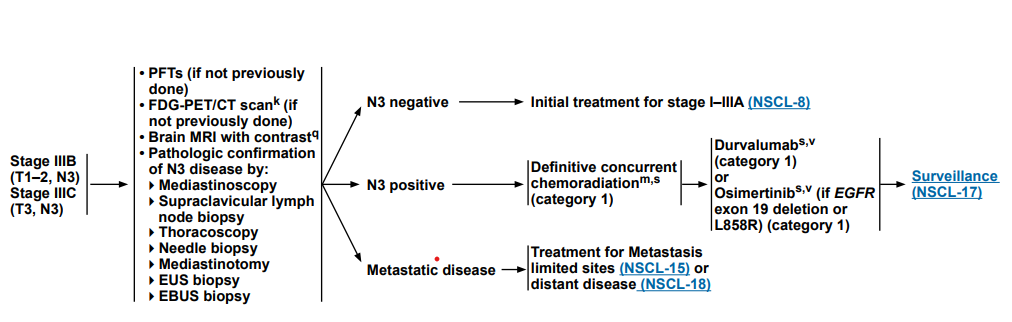 Stage IIIB
(T1–2, N3)
Stage IIIC
(T3, N3)
• PFTs (if not previously
done)
• FDG-PET/CT scanᵏ (if
not previously done)
• Brain MRI with contrast^q
• Pathologic confirmation
of N3 disease by:
▸ Mediastinoscopy
▸ Supraclavicular lymph
node biopsy
▸ Thoracoscopy
▸ Needle biopsy
▸ Mediastinotomy
▸ EUS biopsy
▸ EBUS biopsy
N3 negative
Initial treatment for stage I–IIIA (NSCL-8)
N3 positive
Definitive concurrent
chemoradiationᵐ,ˢ
(category 1)
Durvalumabˢ,ᵛ
(category 1)
or
Osimertinibˢ,ᵛ (if EGFR
exon 19 deletion or
L858R) (category 1)
Surveillance
(NSCL-17)
Metastatic disease
Treatment for Metastasis
limited sites (NSCL-15) or
distant disease (NSCL-18)